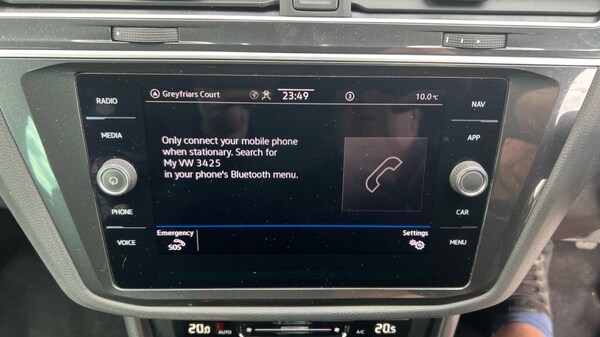 RADIO
MEDIA
PHONE
VOICE
Greyfriars Court
23:49
3
10.0°C
Only connect your mobile phone
when stationary. Search for
My VW 3425
in your phone's Bluetooth menu.
Emergency
SOS
Settings
NAV
APP
CAR
MENU
20.0
AUTO
A/C
20.5